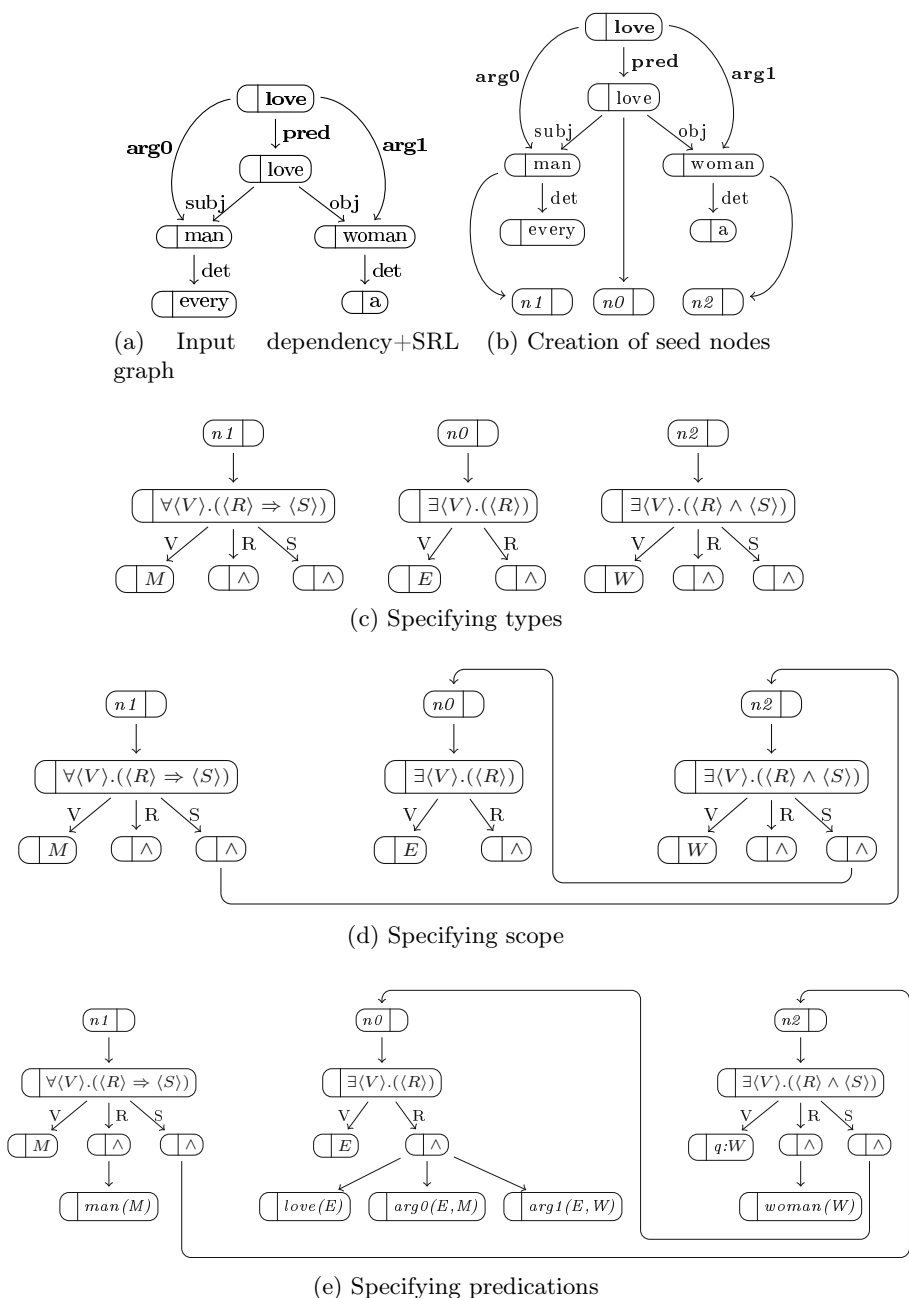 love
pred
arg0
arg1
love
subj
obj
man
woman
det
det
every
a
(a) Input dependency+SRL
graph
love
pred
arg0
arg1
love
subj
obj
man
woman
det
det
every
a
n1
n0
n2
(b) Creation of seed nodes
n1
n0
n2
∀⟨V⟩.(⟨R⟩ ⇒ ⟨S⟩)
∃⟨V⟩.(⟨R⟩)
∃⟨V⟩.(⟨R⟩ ∧ ⟨S⟩)
V R S
V R
V R S
M ∧ ∧
E ∧
W ∧ ∧
(c) Specifying types
n1
n0
n2
∀⟨V⟩.(⟨R⟩ ⇒ ⟨S⟩)
∃⟨V⟩.(⟨R⟩)
∃⟨V⟩.(⟨R⟩ ∧ ⟨S⟩)
V R S
V R
V R S
M ∧ ∧
E ∧
W ∧ ∧
(d) Specifying scope
n1
n0
n2
∀⟨V⟩.(⟨R⟩ ⇒ ⟨S⟩)
∃⟨V⟩.(⟨R⟩)
∃⟨V⟩.(⟨R⟩ ∧ ⟨S⟩)
V R S
V R
V R S
M ∧ ∧
E ∧
q:W ∧ ∧
man(M)
love(E)
arg0(E,M)
arg1(E,W)
woman(W)
(e) Specifying predications